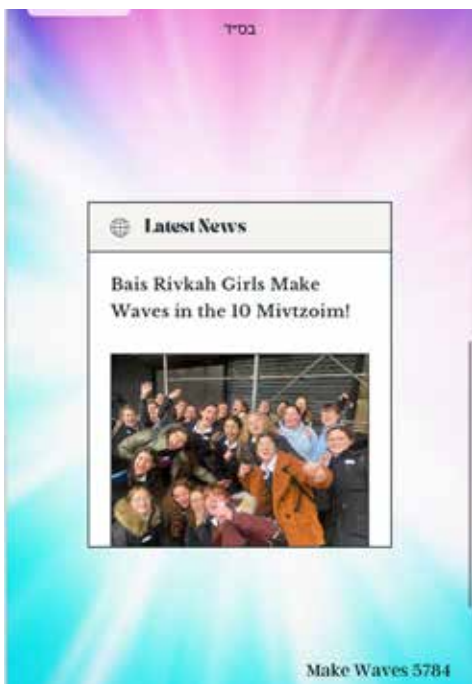 בס״ד
Latest News
Bais Rivkah Girls Make
Waves in the 10 Mivtzoim!
Make Waves 5784